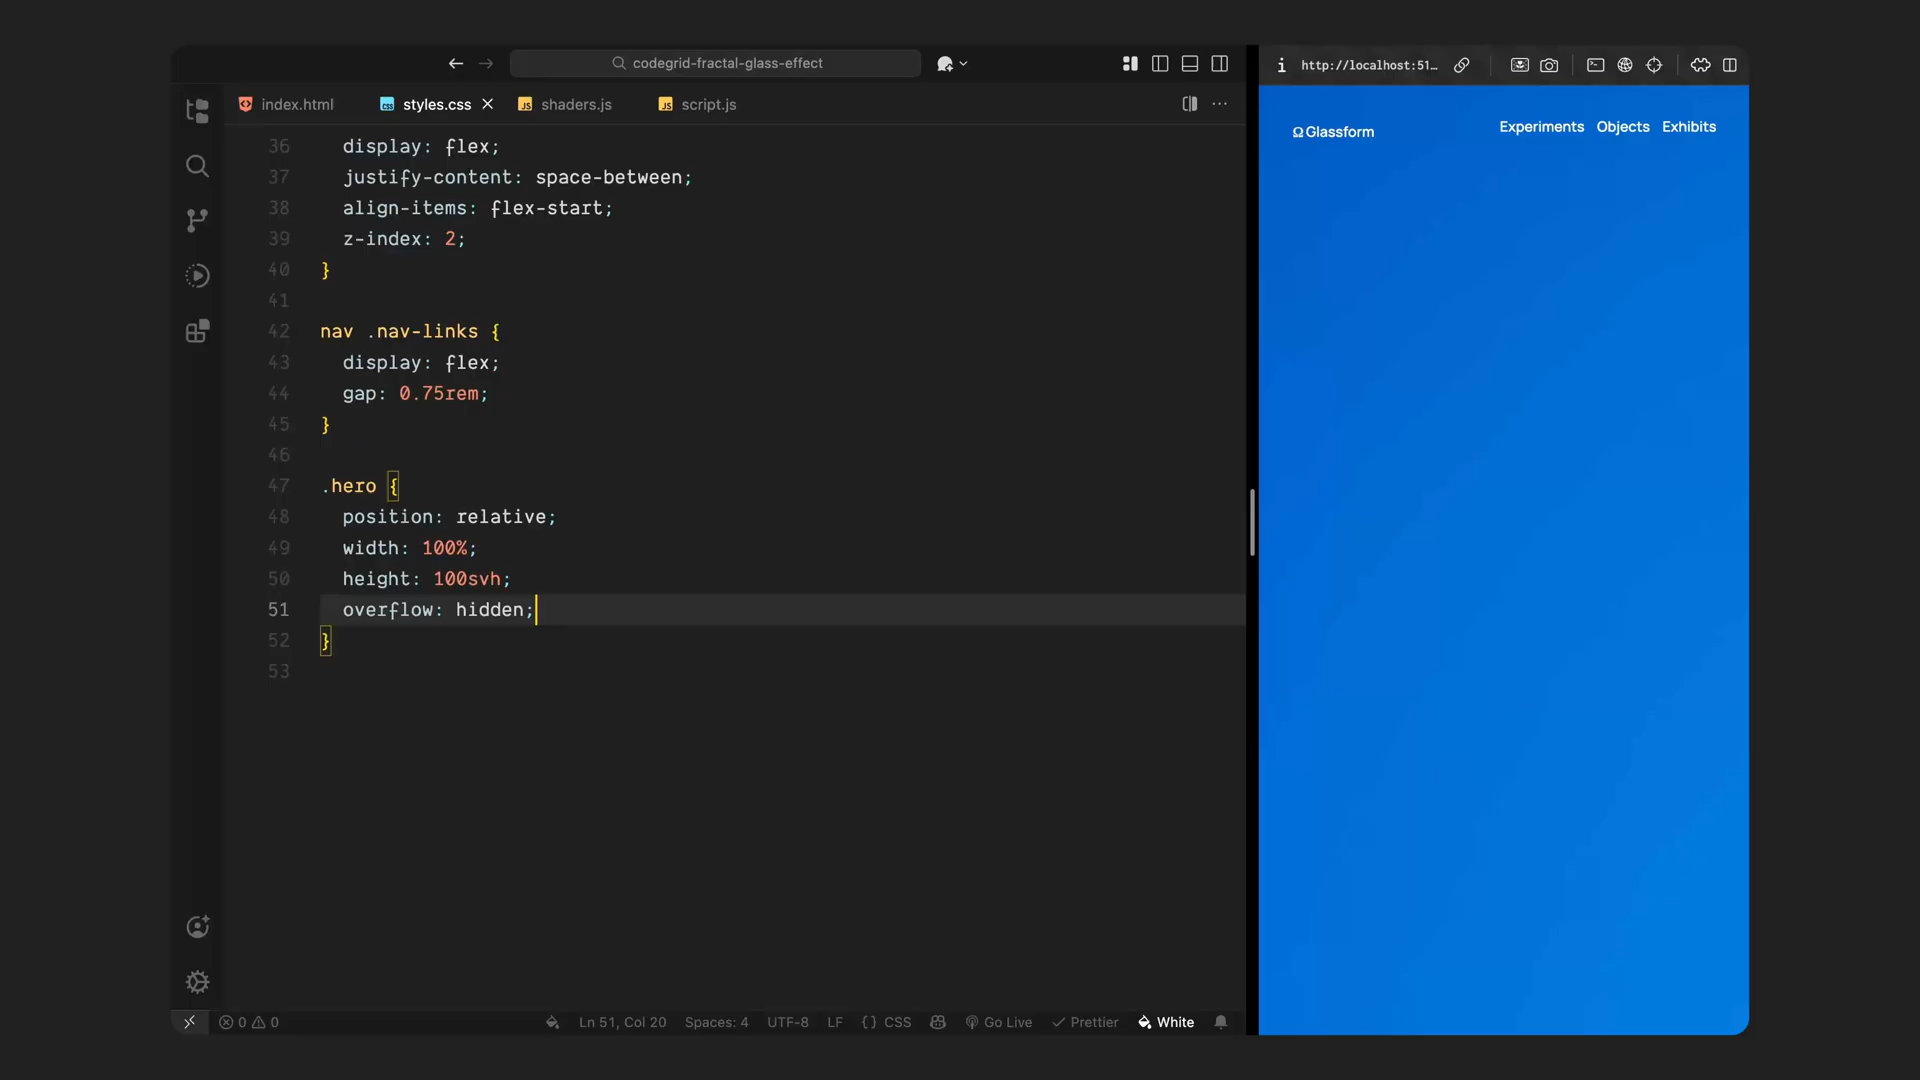 codegrid-fractal-glass-effect
http://localhost:51…
index.html
styles.css
JS shaders.js
JS script.js
36 display: flex;
37 justify-content: space-between;
38 align-items: flex-start;
39 z-index: 2;
40 }
41
42 nav .nav-links {
43 display: flex;
44 gap: 0.75rem;
45 }
46
47 .hero {
48 position: relative;
49 width: 100%;
50 height: 100svh;
51 overflow: hidden;
52 }
53
Ω Glassform
Experiments Objects Exhibits
0 0
Ln 51, Col 20
Spaces: 4
UTF-8
LF
{} CSS
Go Live
Prettier
White